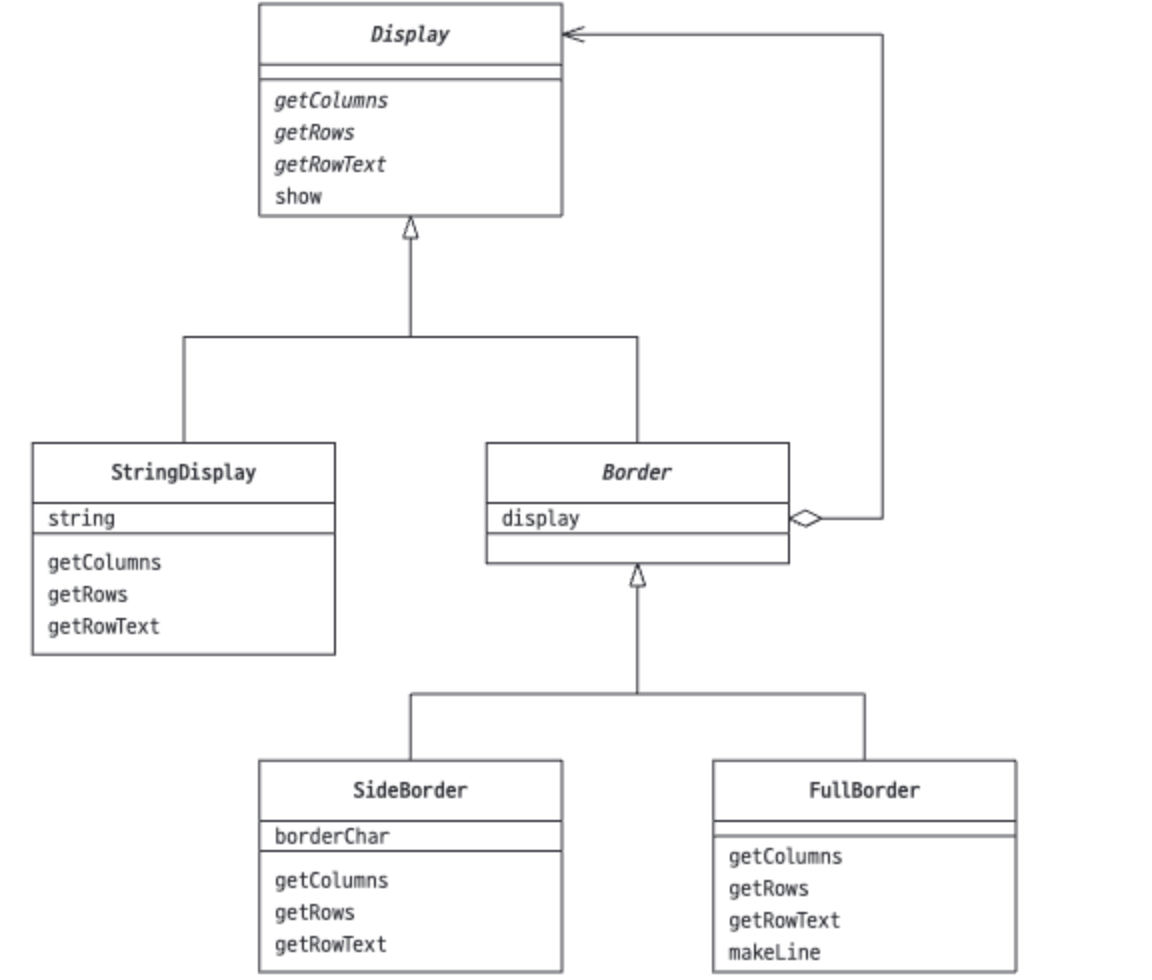 Display
getColumns
getRows
getRowText
show
StringDisplay
string
getColumns
getRows
getRowText
Border
display
SideBorder
borderChar
getColumns
getRows
getRowText
FullBorder
getColumns
getRows
getRowText
makeLine